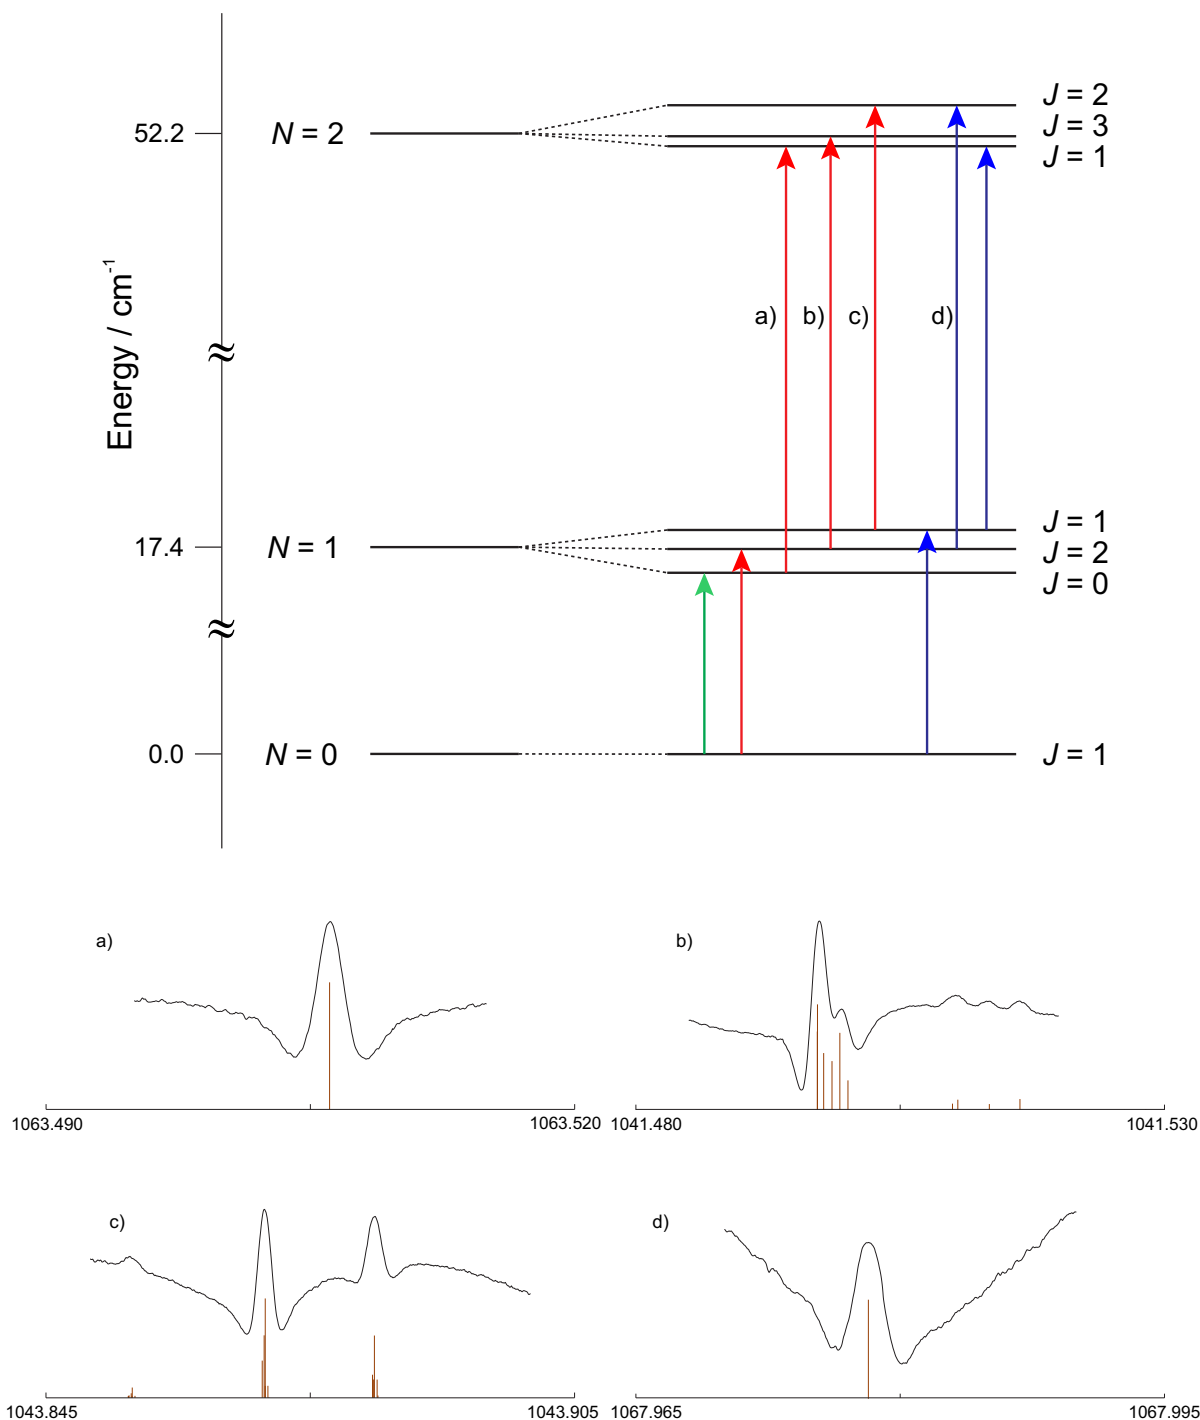 J = 2
52.2
N = 2
J = 3
J = 1
Energy / cm-1
a)
b)
c)
d)
J = 1
17.4
N = 1
J = 2
J = 0
0.0
N = 0
J = 1
a)
b)
1063.490
1063.520
1041.480
1041.530
c)
d)
1043.845
1043.905
1067.965
1067.995